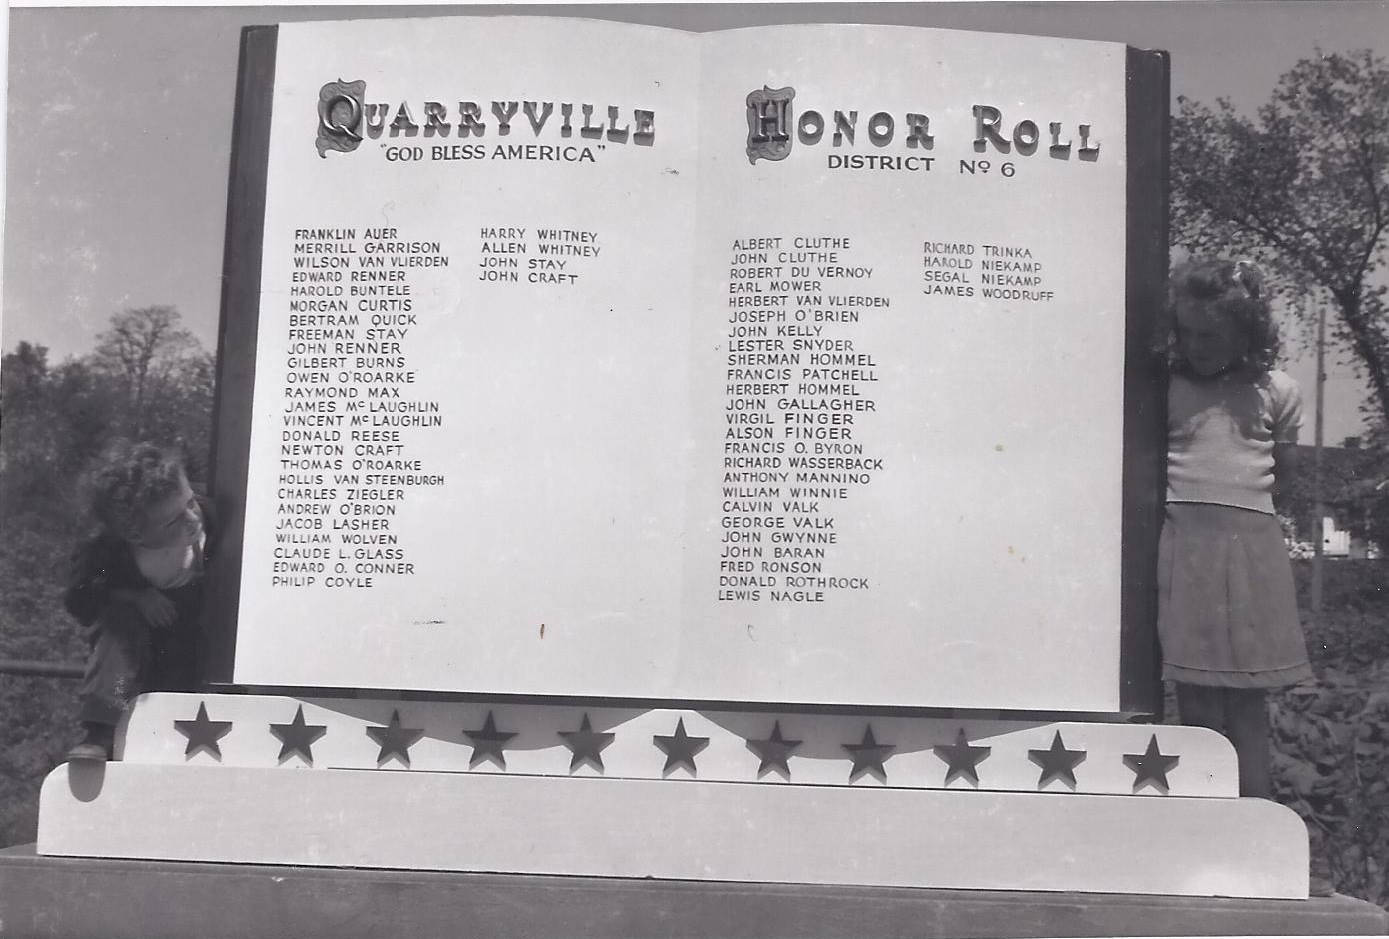 QUARRYVILLE
"GOD BLESS AMERICA"
FRANKLIN AUER
MERRILL GARRISON
WILSON VAN VLIERDEN
EDWARD RENNER
HAROLD BUNTELE
MORGAN CURTIS
BERTRAM QUICK
FREEMAN STAY
JOHN RENNER
GILBERT BURNS
OWEN O'ROARKE
RAYMOND MAX
JAMES McLAUGHLIN
VINCENT McLAUGHLIN
DONALD REESE
NEWTON CRAFT
THOMAS O'ROARKE
HOLLIS VAN STEENBURGH
CHARLES ZIEGLER
ANDREW O'BRION
JACOB LASHER
WILLIAM WOLVEN
CLAUDE L. GLASS
EDWARD O. CONNER
PHILIP COYLE
HARRY WHITNEY
ALLEN WHITNEY
JOHN STAY
JOHN CRAFT
HONOR ROLL
DISTRICT Nº 6
ALBERT CLUTHE
JOHN CLUTHE
ROBERT DU VERNOY
EARL MOWER
HERBERT VAN VLIERDEN
JOSEPH O'BRIEN
JOHN KELLY
LESTER SNYDER
SHERMAN HOMMEL
FRANCIS PATCHELL
HERBERT HOMMEL
JOHN GALLAGHER
VIRGIL FINGER
ALSON FINGER
FRANCIS O. BYRON
RICHARD WASSERBACK
ANTHONY MANNINO
WILLIAM WINNIE
CALVIN VALK
GEORGE VALK
JOHN GWYNNE
JOHN BARAN
FRED RONSON
DONALD ROTHROCK
LEWIS NAGLE
RICHARD TRINKA
HAROLD NIEKAMP
SEGAL NIEKAMP
JAMES WOODRUFF